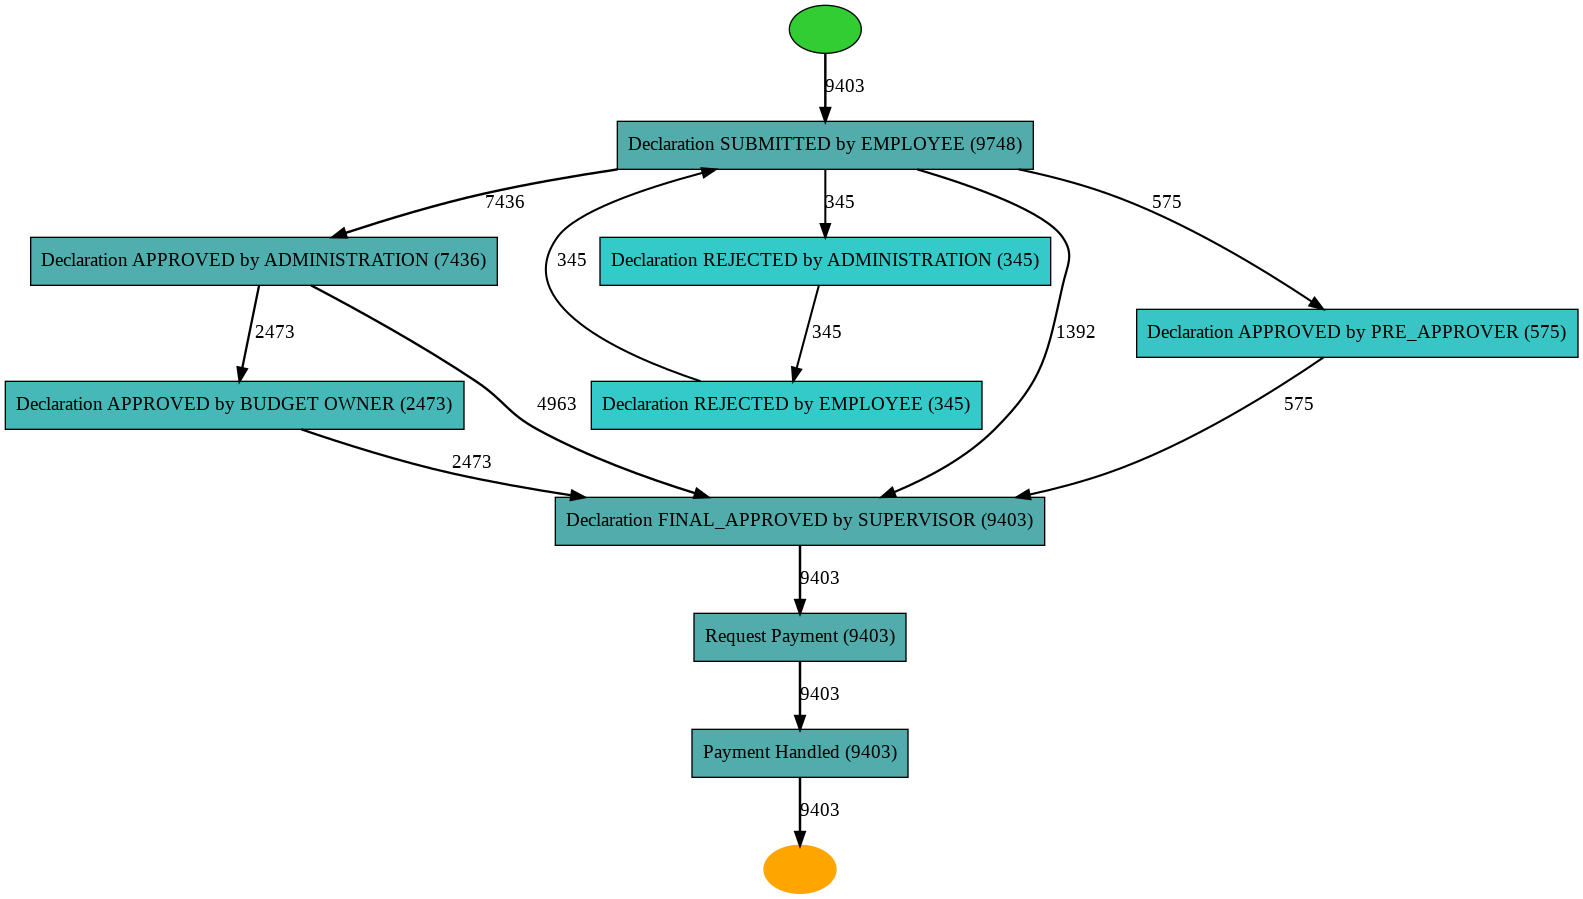 9403
Declaration SUBMITTED by EMPLOYEE (9748)
7436
345
575
Declaration APPROVED by ADMINISTRATION (7436)
345
Declaration REJECTED by ADMINISTRATION (345)
2473
345
1392
Declaration APPROVED by PRE_APPROVER (575)
Declaration APPROVED by BUDGET OWNER (2473)
4963
Declaration REJECTED by EMPLOYEE (345)
575
2473
Declaration FINAL_APPROVED by SUPERVISOR (9403)
9403
Request Payment (9403)
9403
Payment Handled (9403)
9403